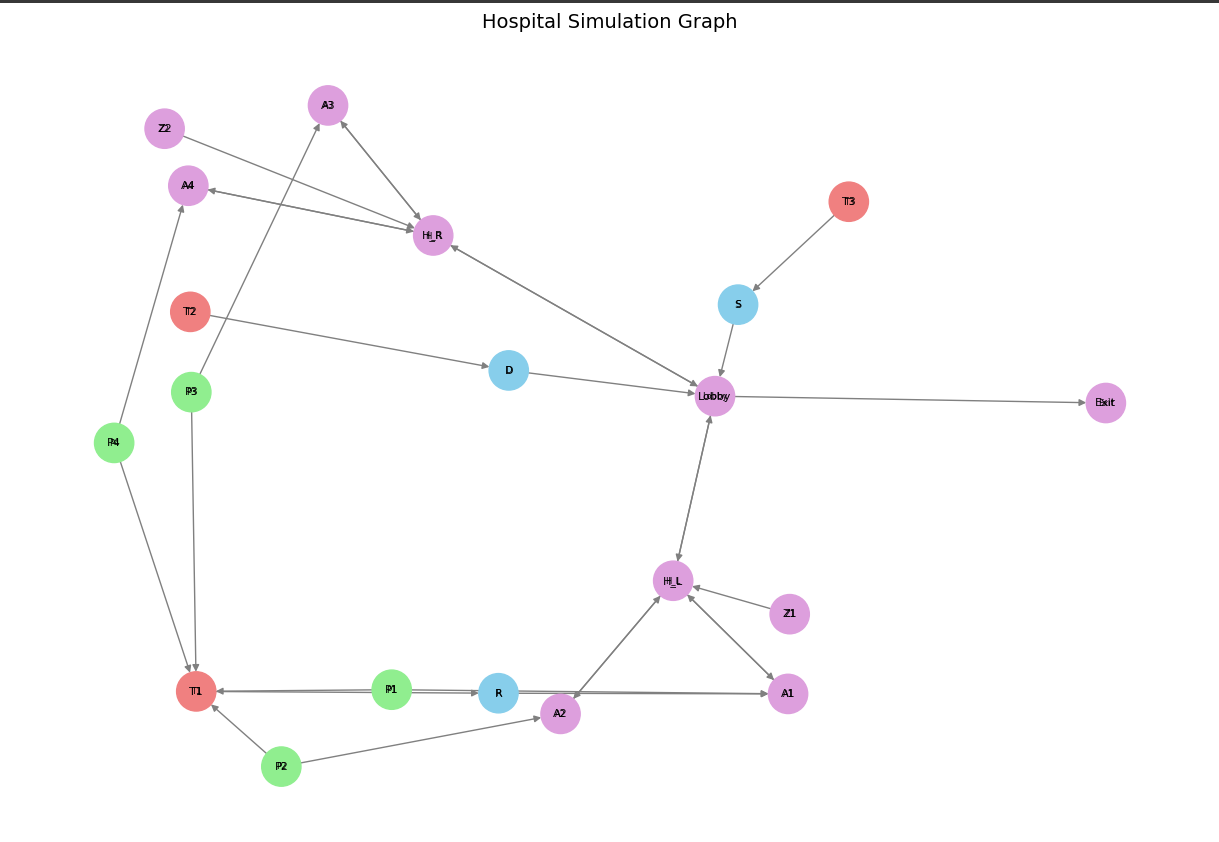 Hospital Simulation Graph
A3
Z2
A4
T3
H_R
S
T2
D
P3
Lobby
Exit
P4
H_L
Z1
T1
P1
R
A1
A2
P2